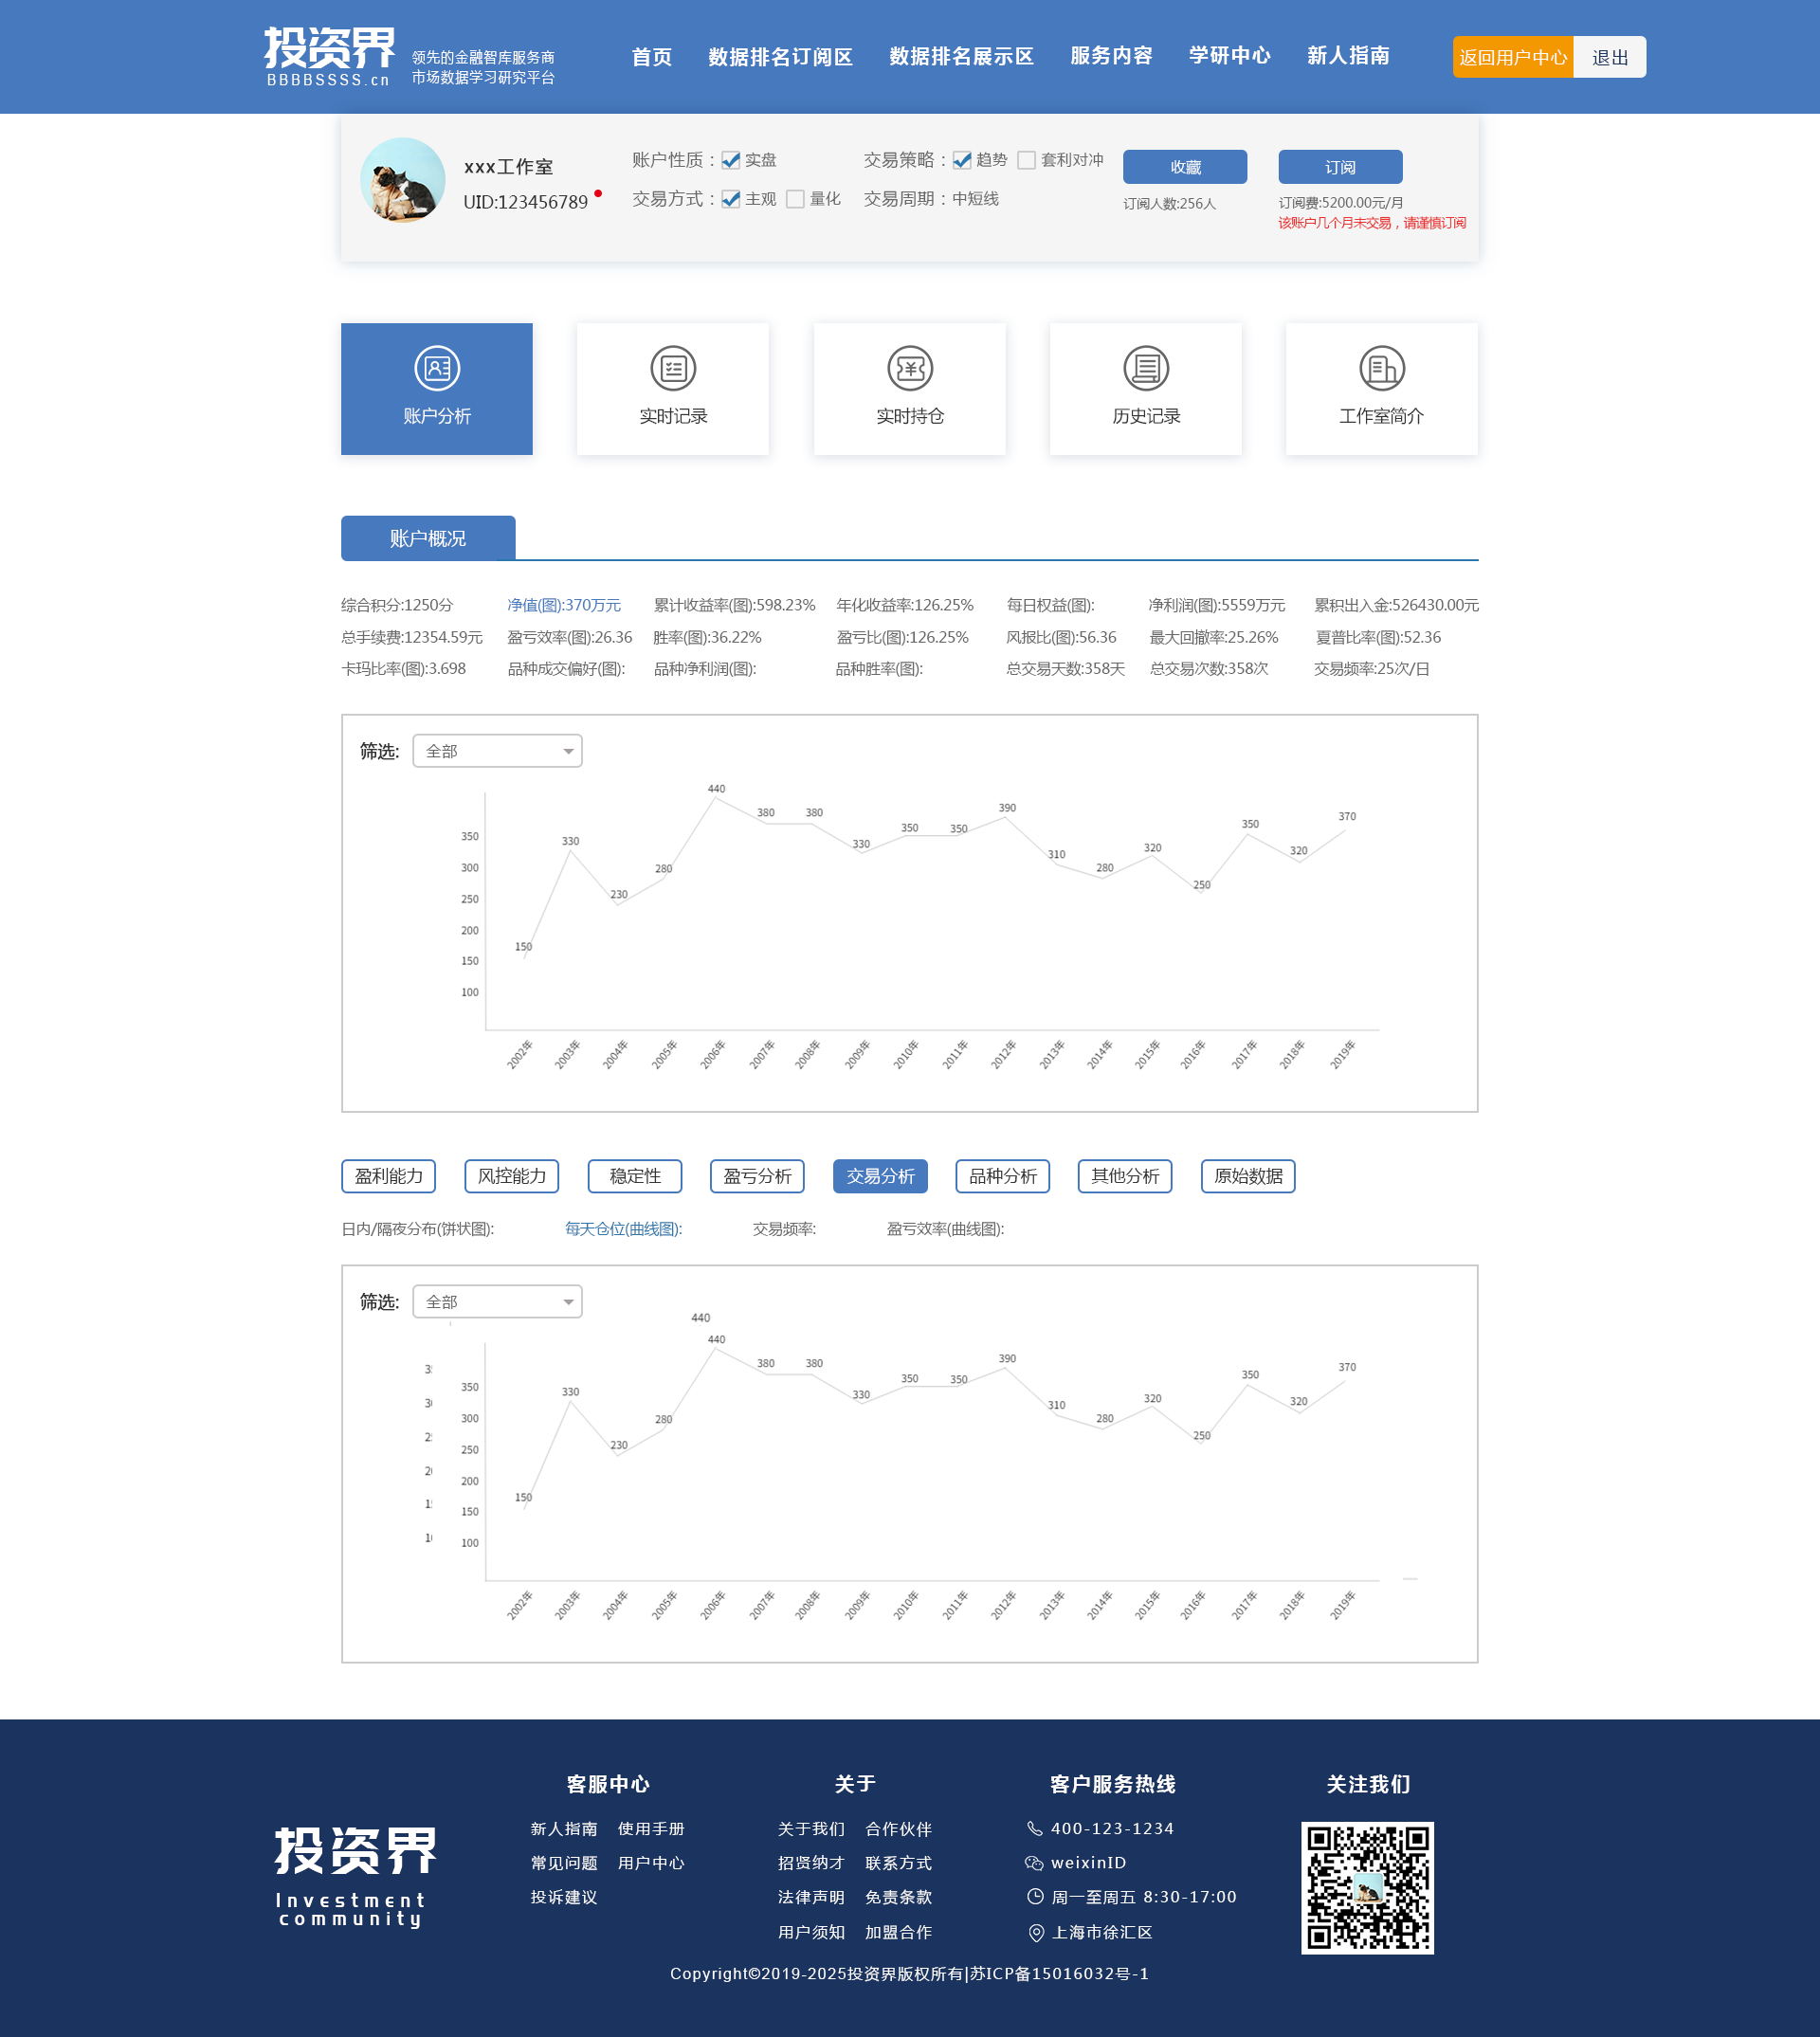 投资界
BBBBSSSS.cn
领先的金融智库服务商
市场数据学习研究平台
首页 数据排名订阅区 数据排名展示区 服务内容 学研中心 新人指南
返回用户中心 退出
xxx工作室
UID:123456789
账户性质：实盘
交易方式：主观 量化
交易策略：趋势 套利对冲
交易周期：中短线
收藏
订阅人数:256人
订阅
订阅费:5200.00元/月
该账户几个月未交易，请谨慎订阅
账户分析 实时记录 实时持仓 历史记录 工作室简介
账户概况
综合积分:1250分 净值(图):370万元 累计收益率(图):598.23% 年化收益率:126.25% 每日权益(图): 净利润(图):5559万元 累积出入金:526430.00元
总手续费:12354.59元 盈亏效率(图):26.36 胜率(图):36.22% 盈亏比(图):126.25% 风报比(图):56.36 最大回撤率:25.26% 夏普比率(图):52.36
卡玛比率(图):3.698 品种成交偏好(图): 品种净利润(图): 品种胜率(图): 总交易天数:358天 总交易次数:358次 交易频率:25次/日
筛选: 全部
350
300
250
200
150
100
150 330 230 280 440 380 380 330 350 350 390 310 280 320 250 350 320 370
2002年 2003年 2004年 2005年 2006年 2007年 2008年 2009年 2010年 2011年 2012年 2013年 2014年 2015年 2016年 2017年 2018年 2019年
盈利能力 风控能力 稳定性 盈亏分析 交易分析 品种分析 其他分析 原始数据
日内/隔夜分布(饼状图): 每天仓位(曲线图): 交易频率: 盈亏效率(曲线图):
筛选: 全部
440
350
300
250
200
150
100
150 330 230 280 440 380 380 330 350 350 390 310 280 320 250 350 320 370
2002年 2003年 2004年 2005年 2006年 2007年 2008年 2009年 2010年 2011年 2012年 2013年 2014年 2015年 2016年 2017年 2018年 2019年
投资界
Investment
community
客服中心
新人指南 使用手册
常见问题 用户中心
投诉建议
关于
关于我们 合作伙伴
招贤纳才 联系方式
法律声明 免责条款
用户须知 加盟合作
客户服务热线
400-123-1234
weixinID
周一至周五 8:30-17:00
上海市徐汇区
关注我们
Copyright©2019-2025投资界版权所有|苏ICP备15016032号-1